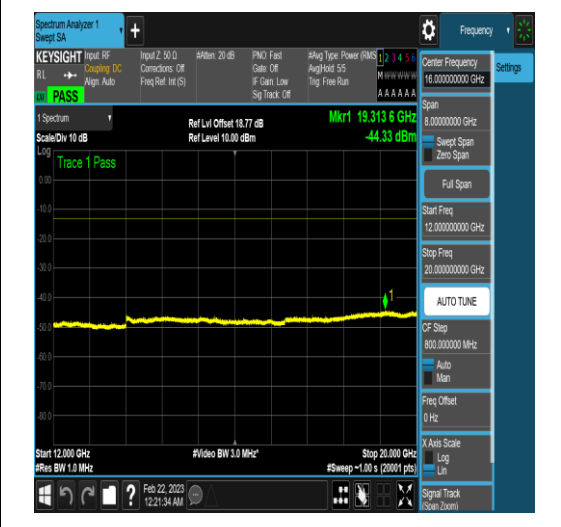 Spectrum Analyzer 1
Swept SA
+
Frequency
KEYSIGHT
RL
PASS
Input: RF
Coupling: DC
Align: Auto
Input Z: 50 Ω
Corrections: Off
Freq Ref: Int (S)
#Atten: 20 dB
PNO: Fast
Gate: Off
IF Gain: Low
Sig Track: Off
#Avg Type: Power (RMS
Avg|Hold: 5/5
Trig: Free Run
1 2 3 4 5 6
M W W W W W
A A A A A A
Center Frequency
16.000000000 GHz
Settings
Span
8.00000000 GHz
Swept Span
Zero Span
Full Span
Start Freq
12.000000000 GHz
Stop Freq
20.000000000 GHz
AUTO TUNE
CF Step
800.000000 MHz
Auto
Man
Freq Offset
0 Hz
X Axis Scale
Log
Lin
Signal Track
(Span Zoom)
1 Spectrum
Scale/Div 10 dB
Ref Lvl Offset 18.77 dB
Ref Level 10.00 dBm
Mkr1 19.313 6 GHz
-44.33 dBm
Log
Trace 1 Pass
0.00
-10.0
-20.0
-30.0
-40.0
-50.0
-60.0
-70.0
-80.0
1
Start 12.000 GHz
#Res BW 1.0 MHz
#Video BW 3.0 MHz*
Stop 20.000 GHz
#Sweep ~1.00 s (20001 pts)
?
Feb 22, 2023
12:21:34 AM